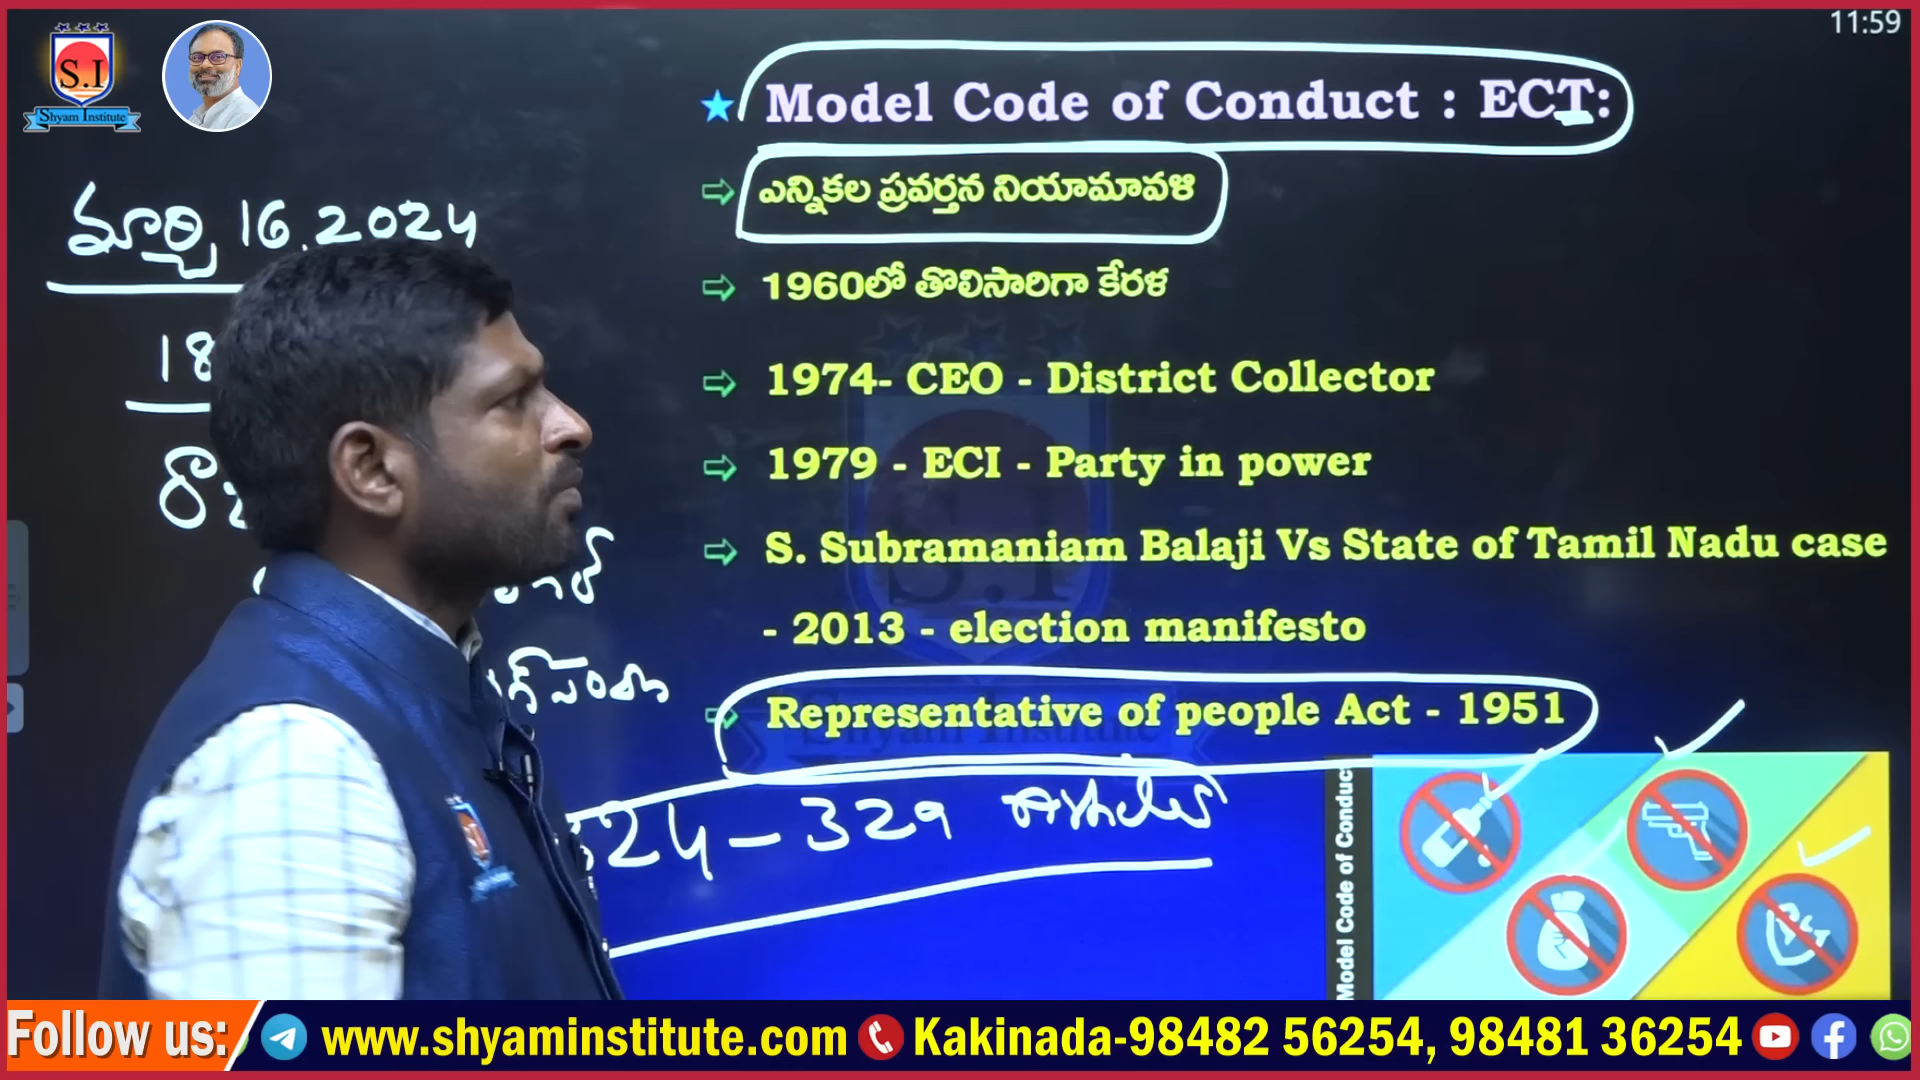 11:59
S.I
Shyam Institute
Model Code of Conduct : ECT:
ఎన్నికల ప్రవర్తన నియామావళి
మార్చి 16.2024
1960లో తొలిసారిగా కేరళ
18
1974- CEO - District Collector
1979 - ECI - Party in power
S. Subramaniam Balaji Vs State of Tamil Nadu case
- 2013 - election manifesto
Representative of people Act - 1951
324 - 329
Model Code of Conduct
Follow us:
www.shyaminstitute.com
Kakinada-98482 56254, 98481 36254